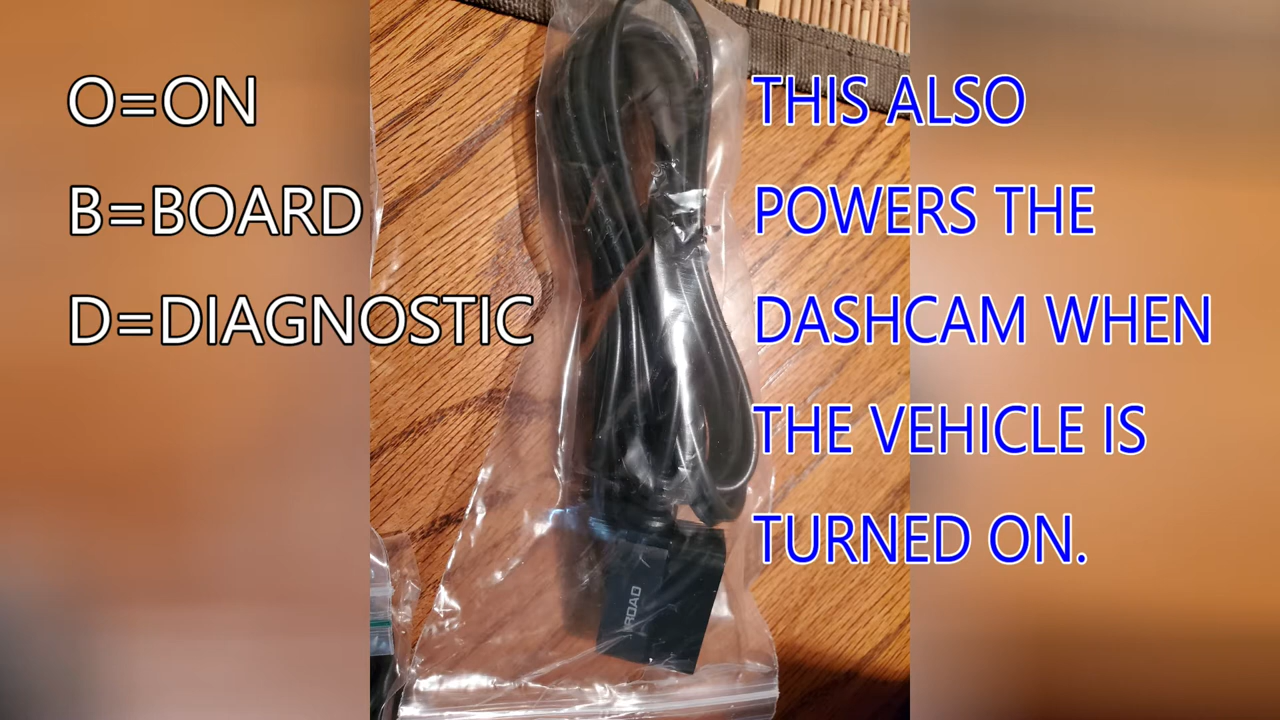 O=ON
B=BOARD
D=DIAGNOSTIC
THIS ALSO
POWERS THE
DASHCAM WHEN
THE VEHICLE IS
TURNED ON.